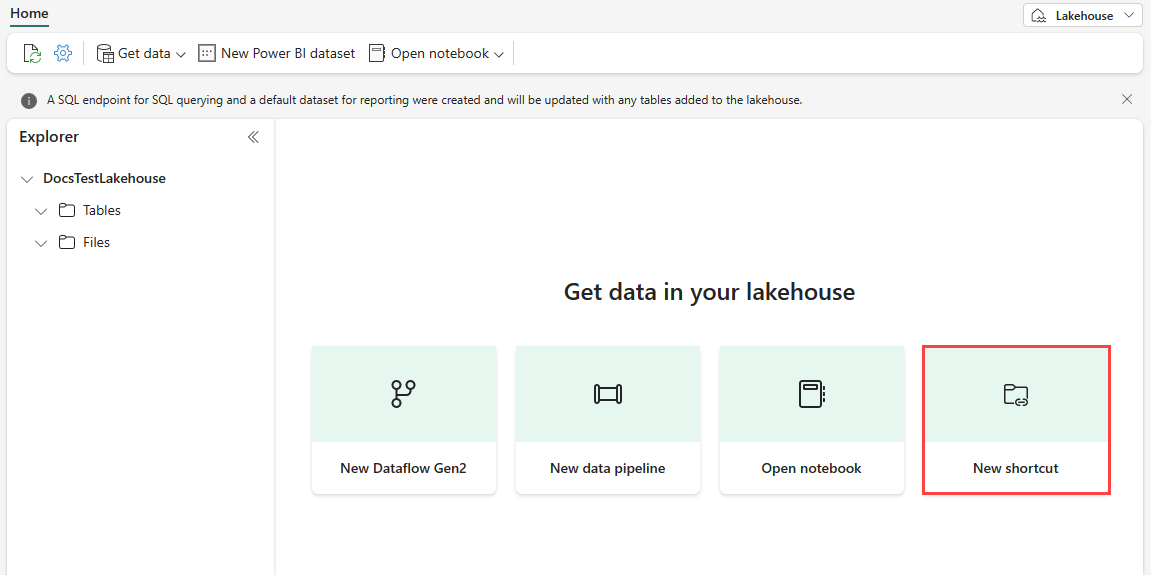 Home
Lakehouse
Get data
New Power BI dataset
Open notebook
A SQL endpoint for SQL querying and a default dataset for reporting were created and will be updated with any tables added to the lakehouse.
Explorer
DocsTestLakehouse
Tables
Files
Get data in your lakehouse
New Dataflow Gen2
New data pipeline
Open notebook
New shortcut